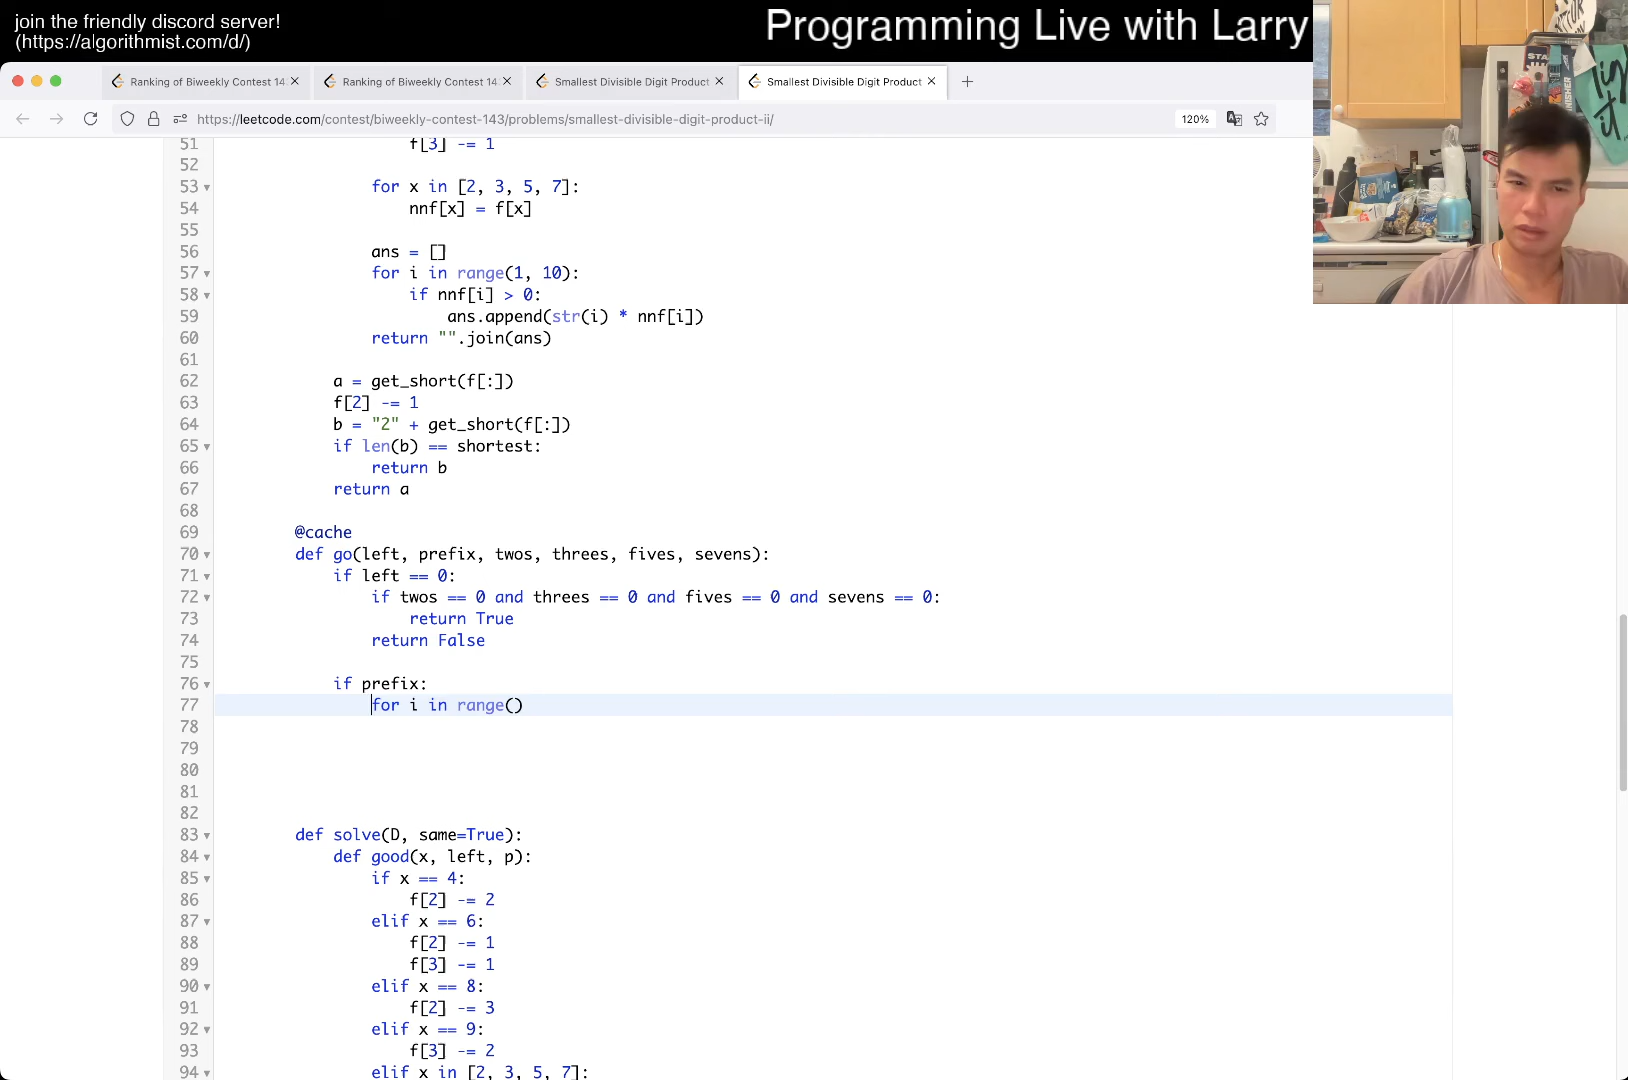 join the friendly discord server!
(https://algorithmist.com/d/)
Programming Live with Larry
Ranking of Biweekly Contest 14
Ranking of Biweekly Contest 14
Smallest Divisible Digit Product
Smallest Divisible Digit Product
https://leetcode.com/contest/biweekly-contest-143/problems/smallest-divisible-digit-product-ii/
120%
51 f[3] -= 1
52
53 for x in [2, 3, 5, 7]:
54 nnf[x] = f[x]
55
56 ans = []
57 for i in range(1, 10):
58 if nnf[i] > 0:
59 ans.append(str(i) * nnf[i])
60 return "".join(ans)
61
62 a = get_short(f[:])
63 f[2] -= 1
64 b = "2" + get_short(f[:])
65 if len(b) == shortest:
66 return b
67 return a
68
69 @cache
70 def go(left, prefix, twos, threes, fives, sevens):
71 if left == 0:
72 if twos == 0 and threes == 0 and fives == 0 and sevens == 0:
73 return True
74 return False
75
76 if prefix:
77 for i in range()
78
79
80
81
82
83 def solve(D, same=True):
84 def good(x, left, p):
85 if x == 4:
86 f[2] -= 2
87 elif x == 6:
88 f[2] -= 1
89 f[3] -= 1
90 elif x == 8:
91 f[2] -= 3
92 elif x == 9:
93 f[3] -= 2
94 elif x in [2, 3, 5, 7]: